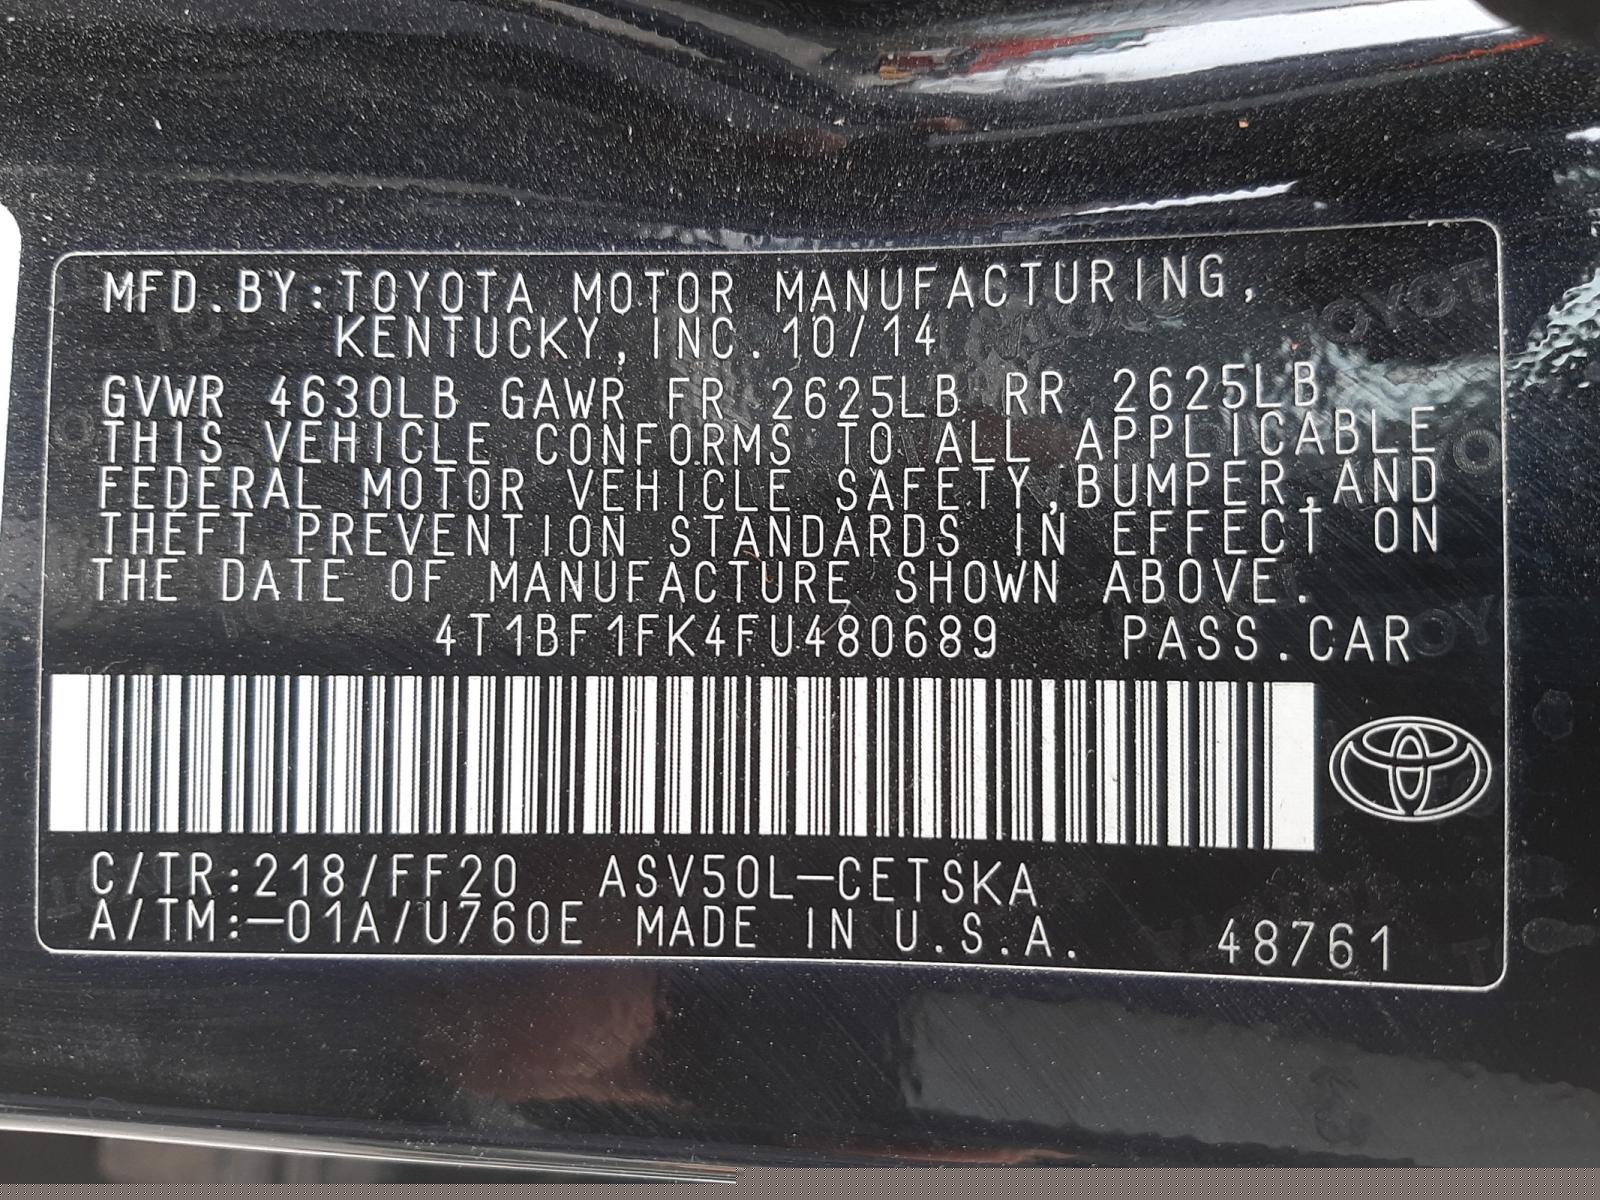 MFD.BY:TOYOTA MOTOR MANUFACTURING,
KENTUCKY,INC.10/14
GVWR 4630LB GAWR FR 2625LB RR 2625LB
THIS VEHICLE CONFORMS TO ALL APPLICABLE
FEDERAL MOTOR VEHICLE SAFETY,BUMPER,AND
THEFT PREVENTION STANDARDS IN EFFECT ON
THE DATE OF MANUFACTURE SHOWN ABOVE.
4T1BF1FK4FU480689 PASS.CAR
C/TR:218/FF20 ASV50L-CETSKA
A/TM:-01A/U760E MADE IN U.S.A. 48761